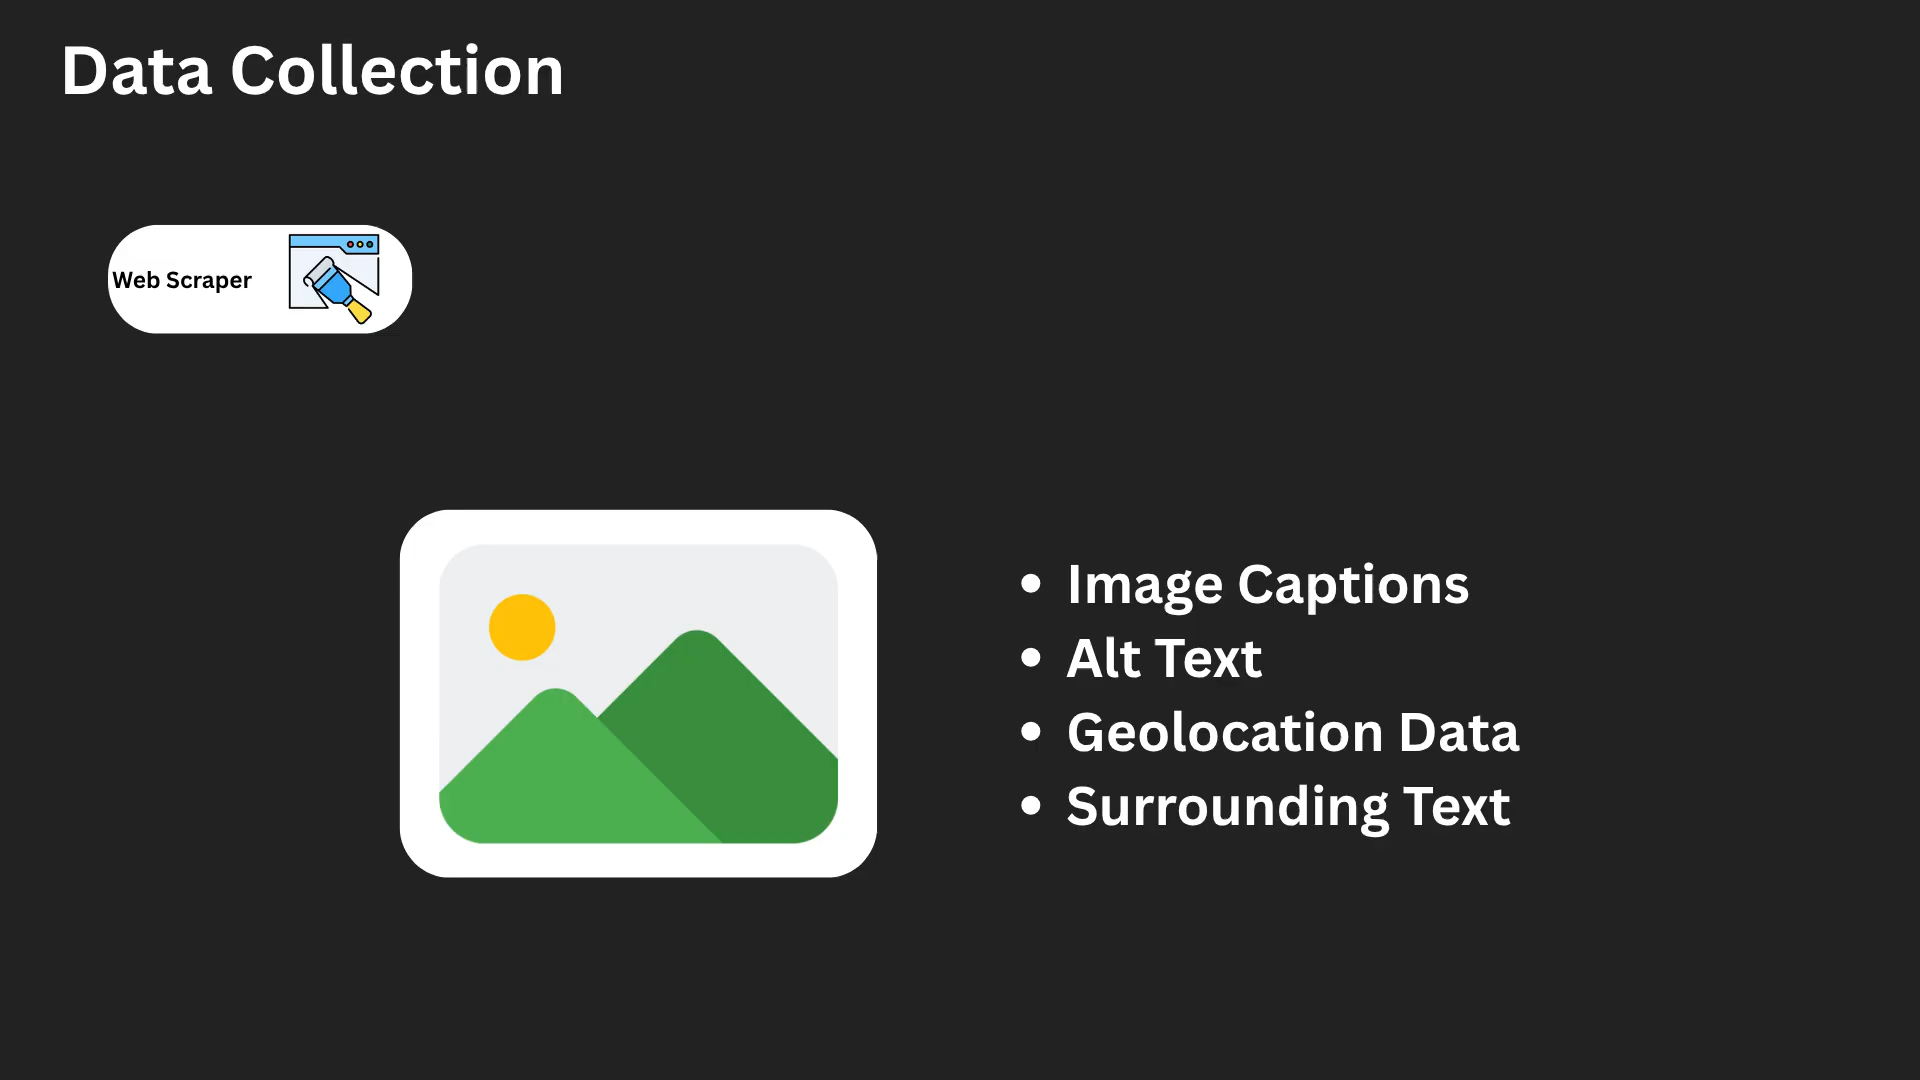 Data Collection
Web Scraper
Image Captions
Alt Text
Geolocation Data
Surrounding Text